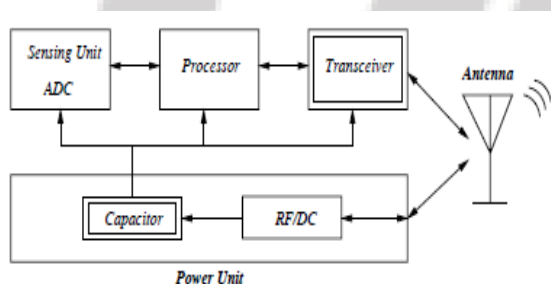 Sensing Unit
ADC
Processor
Transceiver
Antenna
Capacitor
RF/DC
Power Unit